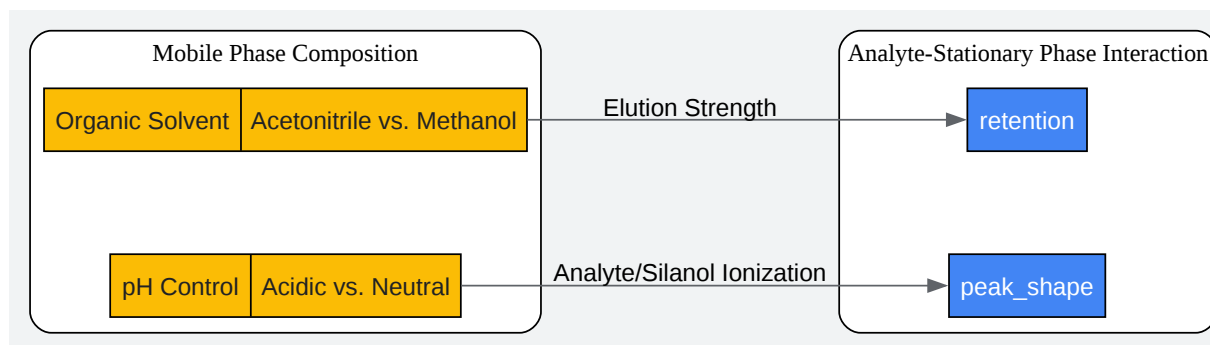 Mobile Phase Composition
Analyte-Stationary Phase Interaction
Organic Solvent
Acetonitrile vs. Methanol
Elution Strength
retention
pH Control
Acidic vs. Neutral
Analyte/Silanol Ionization
peak_shape